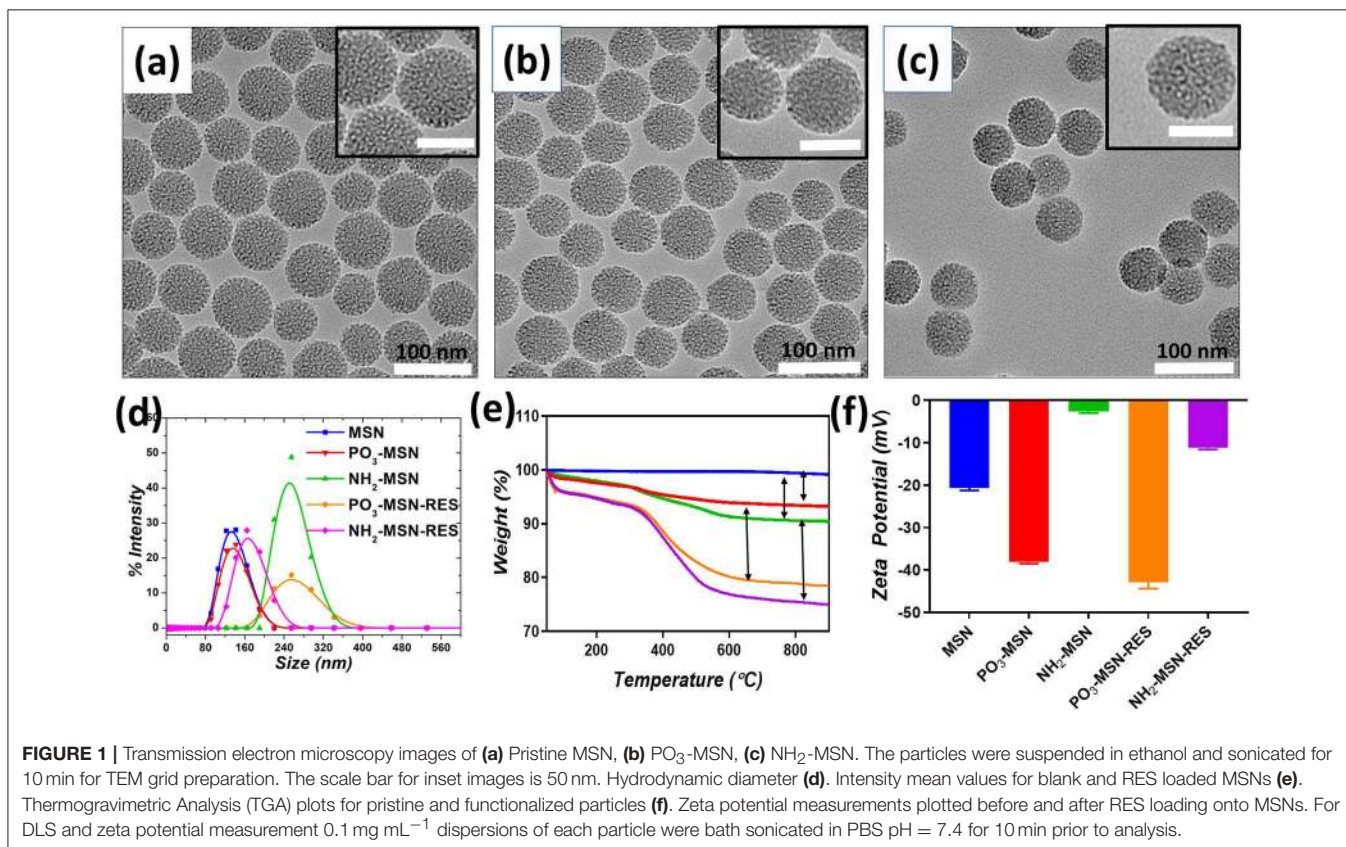 (a)
(b)
(c)
100 nm
100 nm
100 nm
(d)
60
50
40
30
20
10
0
% Intensity
MSN
PO₃-MSN
NH₂-MSN
PO₃-MSN-RES
NH₂-MSN-RES
0 80 160 240 320 400 480 560
Size (nm)
(e)
110
100
90
80
70
Weight (%)
200 400 600 800
Temperature (°C)
(f)
0
-10
-20
-30
-40
-50
Zeta Potential (mV)
MSN
PO₃-MSN
NH₂-MSN
PO₃-MSN-RES
NH₂-MSN-RES
FIGURE 1 | Transmission electron microscopy images of (a) Pristine MSN, (b) PO₃-MSN, (c) NH₂-MSN. The particles were suspended in ethanol and sonicated for
10 min for TEM grid preparation. The scale bar for inset images is 50 nm. Hydrodynamic diameter (d). Intensity mean values for blank and RES loaded MSNs (e).
Thermogravimetric Analysis (TGA) plots for pristine and functionalized particles (f). Zeta potential measurements plotted before and after RES loading onto MSNs. For
DLS and zeta potential measurement 0.1 mg mL⁻¹ dispersions of each particle were bath sonicated in PBS pH = 7.4 for 10 min prior to analysis.